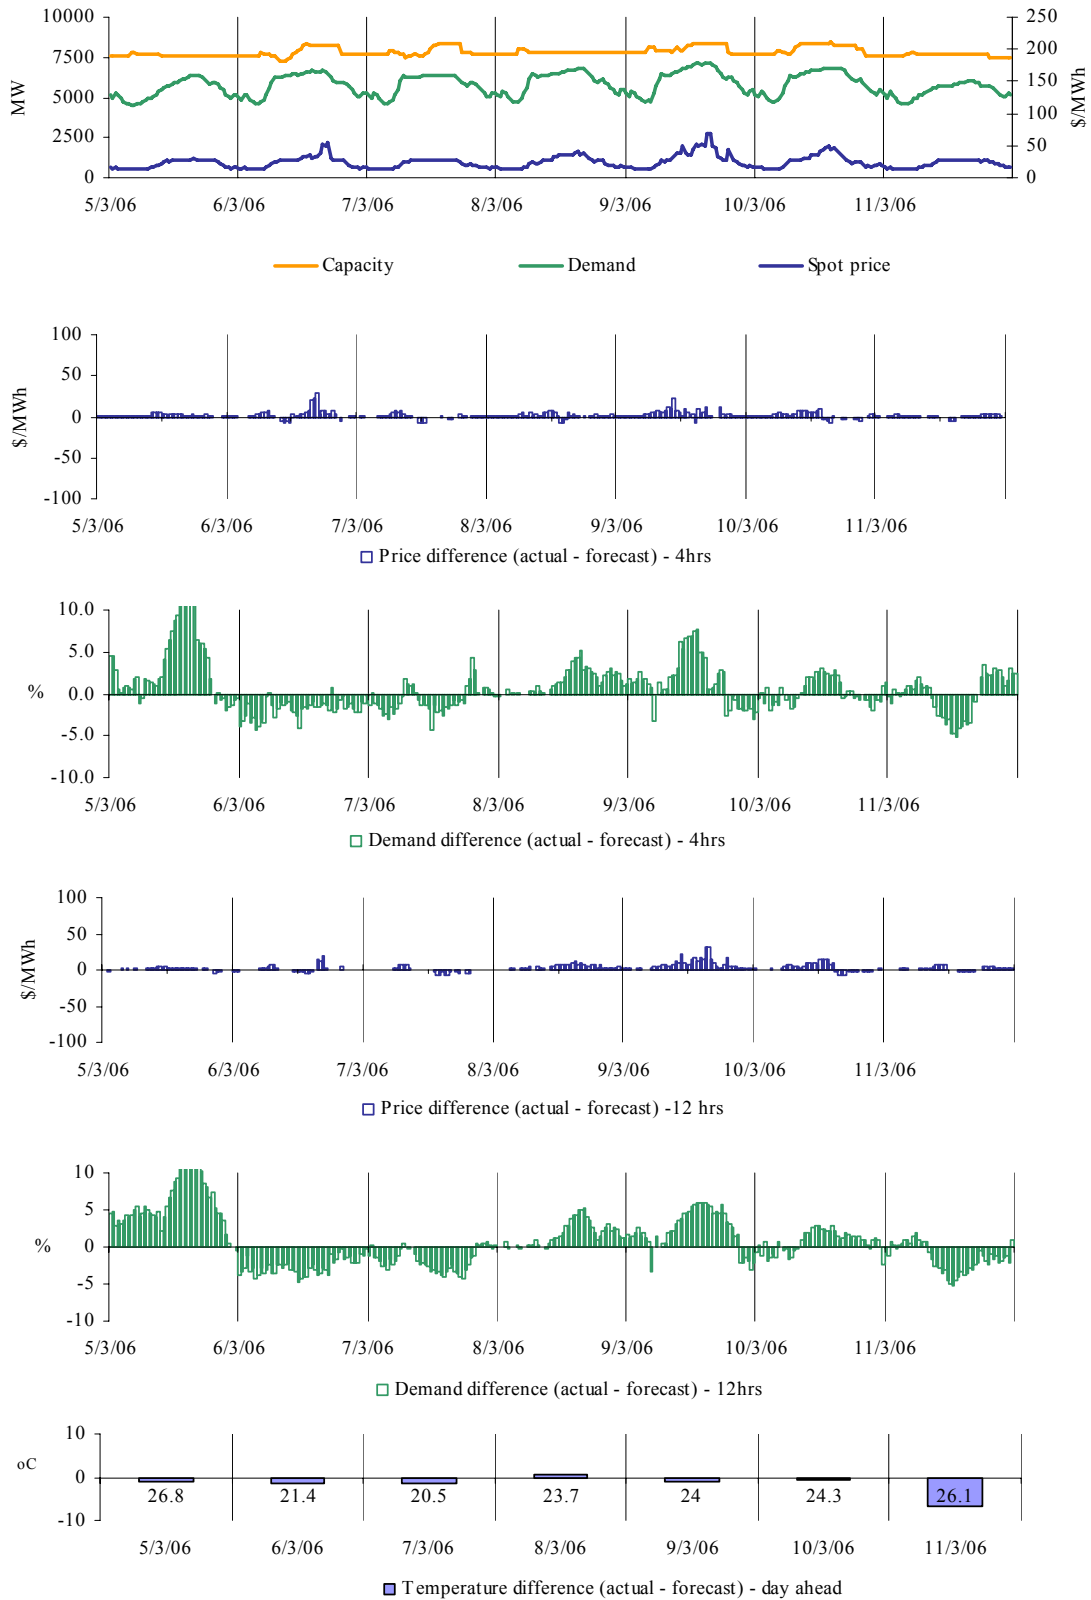 10000
250
7500
200
150
MW
5000
100
$/MWh
2500
50
0
0
5/3/06 6/3/06 7/3/06 8/3/06 9/3/06 10/3/06 11/3/06
Capacity Demand Spot price
100
50
$/MWh
0
-50
-100
5/3/06 6/3/06 7/3/06 8/3/06 9/3/06 10/3/06 11/3/06
Price difference (actual - forecast) - 4hrs
10.0
5.0
%
0.0
-5.0
-10.0
5/3/06 6/3/06 7/3/06 8/3/06 9/3/06 10/3/06 11/3/06
Demand difference (actual - forecast) - 4hrs
100
50
$/MWh
0
-50
-100
5/3/06 6/3/06 7/3/06 8/3/06 9/3/06 10/3/06 11/3/06
Price difference (actual - forecast) -12 hrs
10
5
%
0
-5
-10
5/3/06 6/3/06 7/3/06 8/3/06 9/3/06 10/3/06 11/3/06
Demand difference (actual - forecast) - 12hrs
10
oC
0
26.8 21.4 20.5 23.7 24 24.3 26.1
-10
5/3/06 6/3/06 7/3/06 8/3/06 9/3/06 10/3/06 11/3/06
Temperature difference (actual - forecast) - day ahead